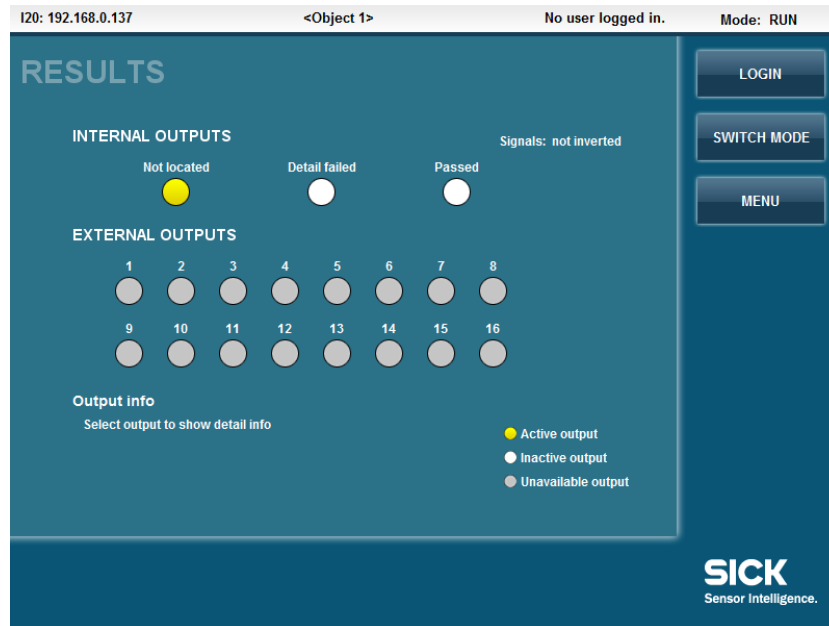 I20: 192.168.0.137 <Object 1> No user logged in. Mode: RUN
RESULTS
LOGIN
SWITCH MODE
MENU
INTERNAL OUTPUTS
Signals: not inverted
Not located Detail failed Passed
EXTERNAL OUTPUTS
1 2 3 4 5 6 7 8
9 10 11 12 13 14 15 16
Output info
Select output to show detail info
Active output
Inactive output
Unavailable output
SICK
Sensor Intelligence.